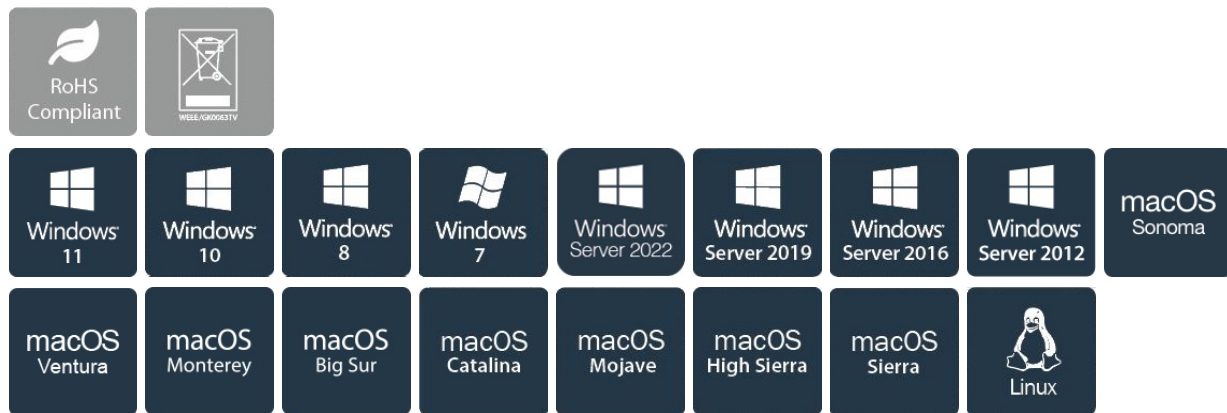 RoHS
Compliant
WEEE/GK0063TV
Windows
11
Windows
10
Windows
8
Windows
7
Windows
Server 2022
Windows
Server 2019
Windows
Server 2016
Windows
Server 2012
macOS
Sonoma
macOS
Ventura
macOS
Monterey
macOS
Big Sur
macOS
Catalina
macOS
Mojave
macOS
High Sierra
macOS
Sierra
Linux